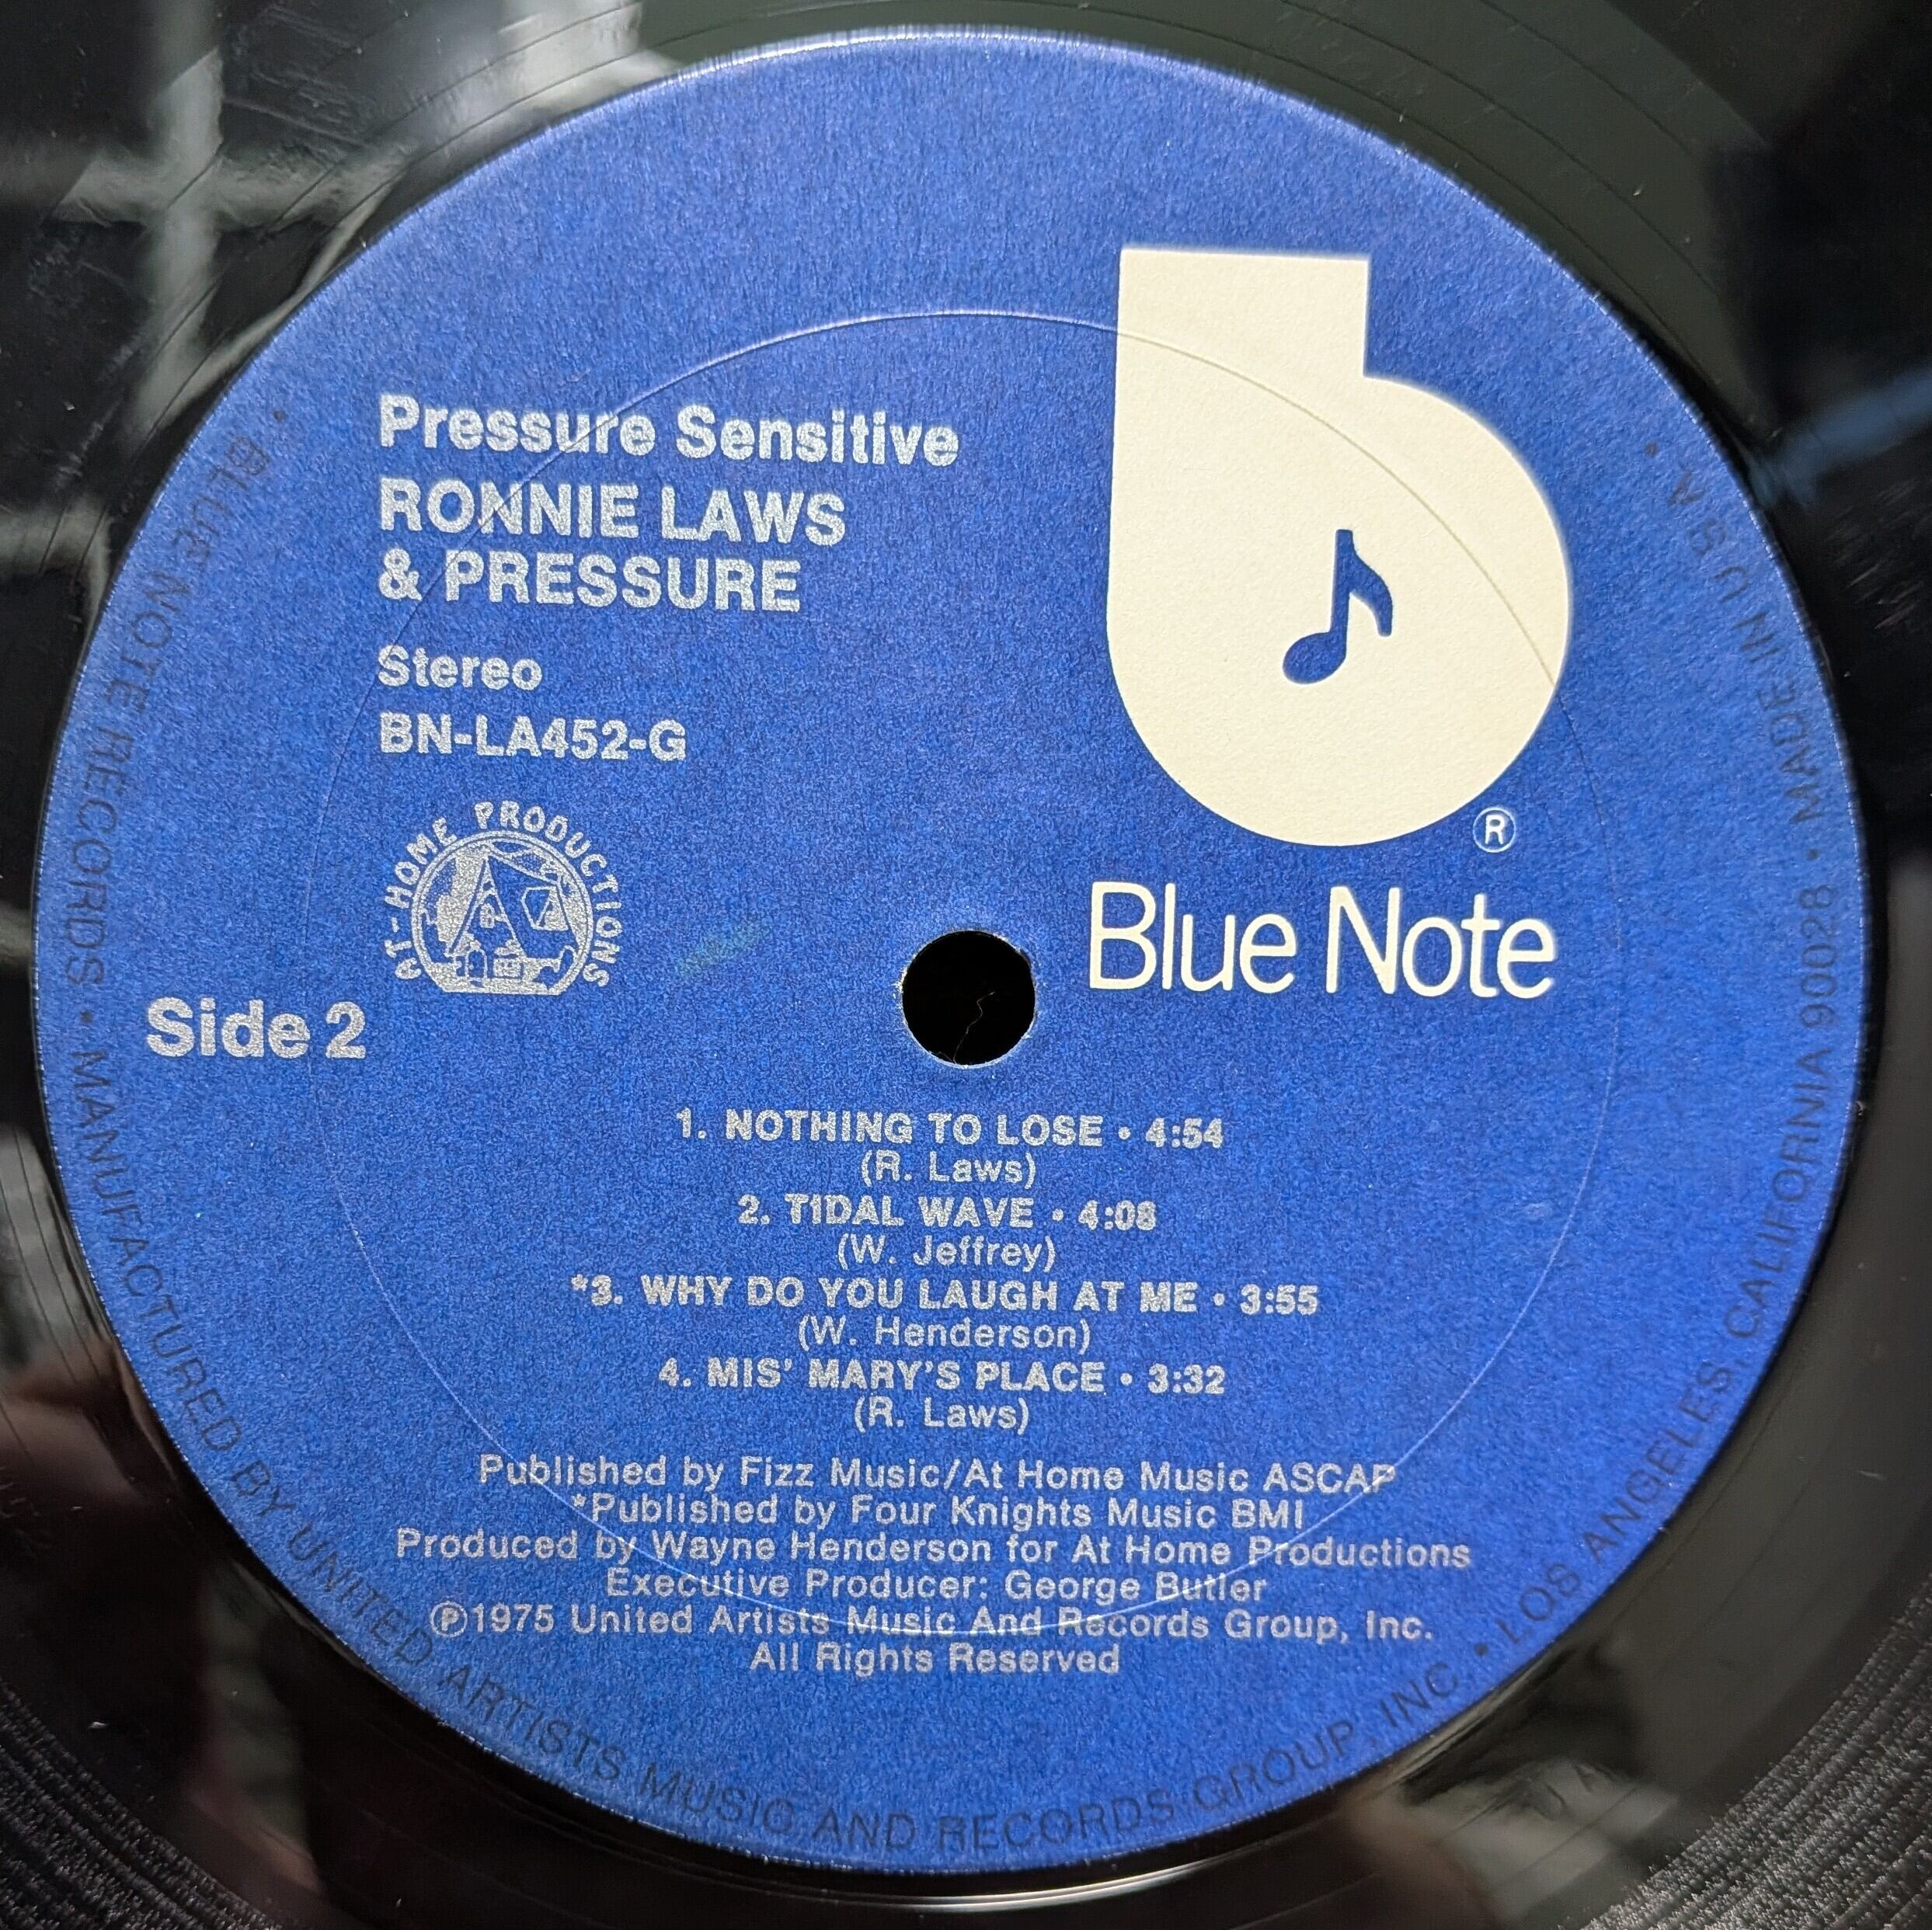 Pressure Sensitive
RONNIE LAWS
& PRESSURE
Stereo
BN-LA452-G
AT-HOME PRODUCTIONS
Side 2
®
Blue Note
1. NOTHING TO LOSE • 4:54
(R. Laws)
2. TIDAL WAVE • 4:08
(W. Jeffrey)
*3. WHY DO YOU LAUGH AT ME • 3:55
(W. Henderson)
4. MIS' MARY'S PLACE • 3:32
(R. Laws)
Published by Fizz Music/At Home Music ASCAP
*Published by Four Knights Music BMI
Produced by Wayne Henderson for At Home Productions
Executive Producer: George Butler
℗1975 United Artists Music And Records Group, Inc.
All Rights Reserved
• BLUE NOTE RECORDS • MANUFACTURED BY UNITED ARTISTS MUSIC AND RECORDS GROUP, INC. • LOS ANGELES, CALIFORNIA 90028 • MADE IN U.S.A. •